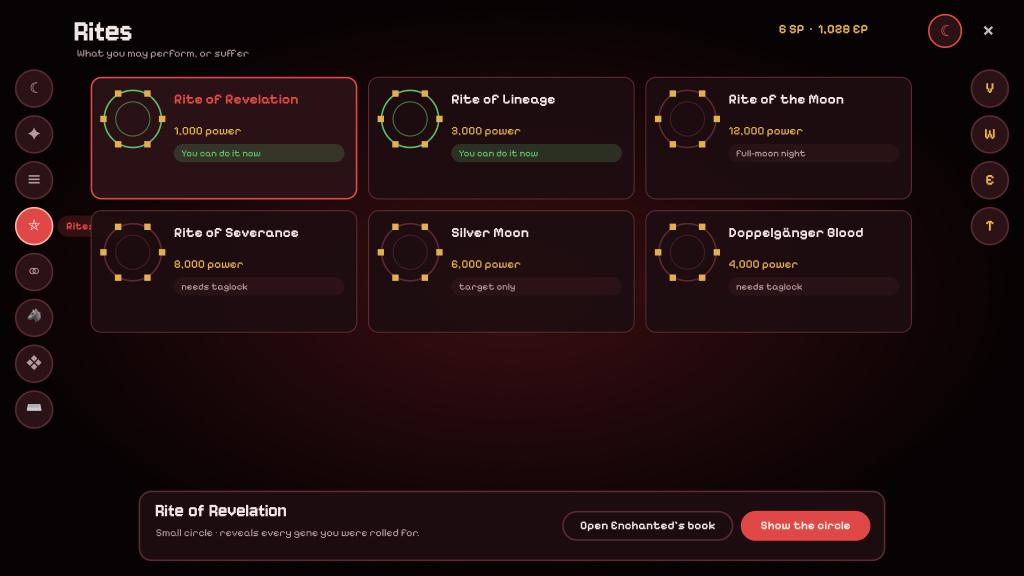 Rites
What you may perform, or suffer
6 SP · 1,028 EP
Rite of Revelation
1,000 power
You can do it now
Rite of Lineage
3,000 power
You can do it now
Rite of the Moon
12,000 power
Full-moon night
Rites
Rite of Severance
8,000 power
needs taglock
Silver Moon
6,000 power
target only
Doppelgänger Blood
4,000 power
needs taglock
V
W
E
T
Rite of Revelation
Small circle · reveals every gene you were rolled for.
Open Enchanted's book
Show the circle